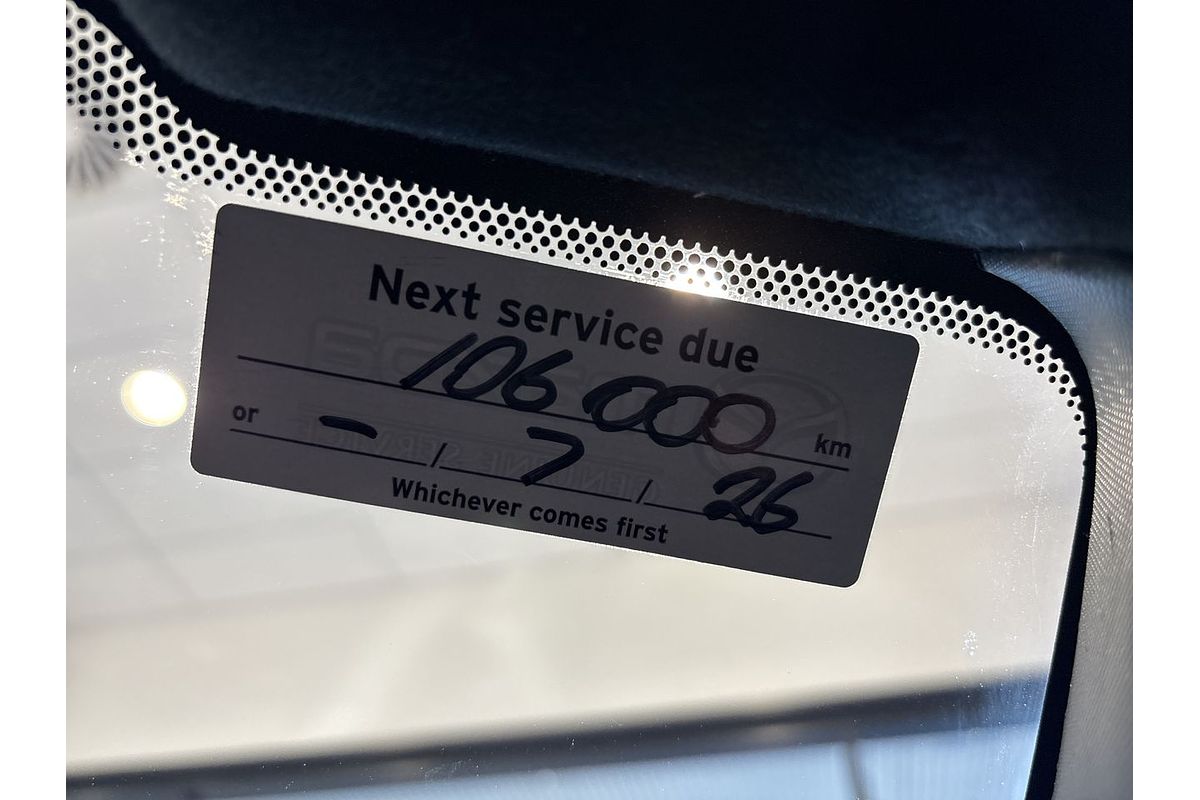 Next service due
106 000 km
or - / 7 / 26
Whichever comes first